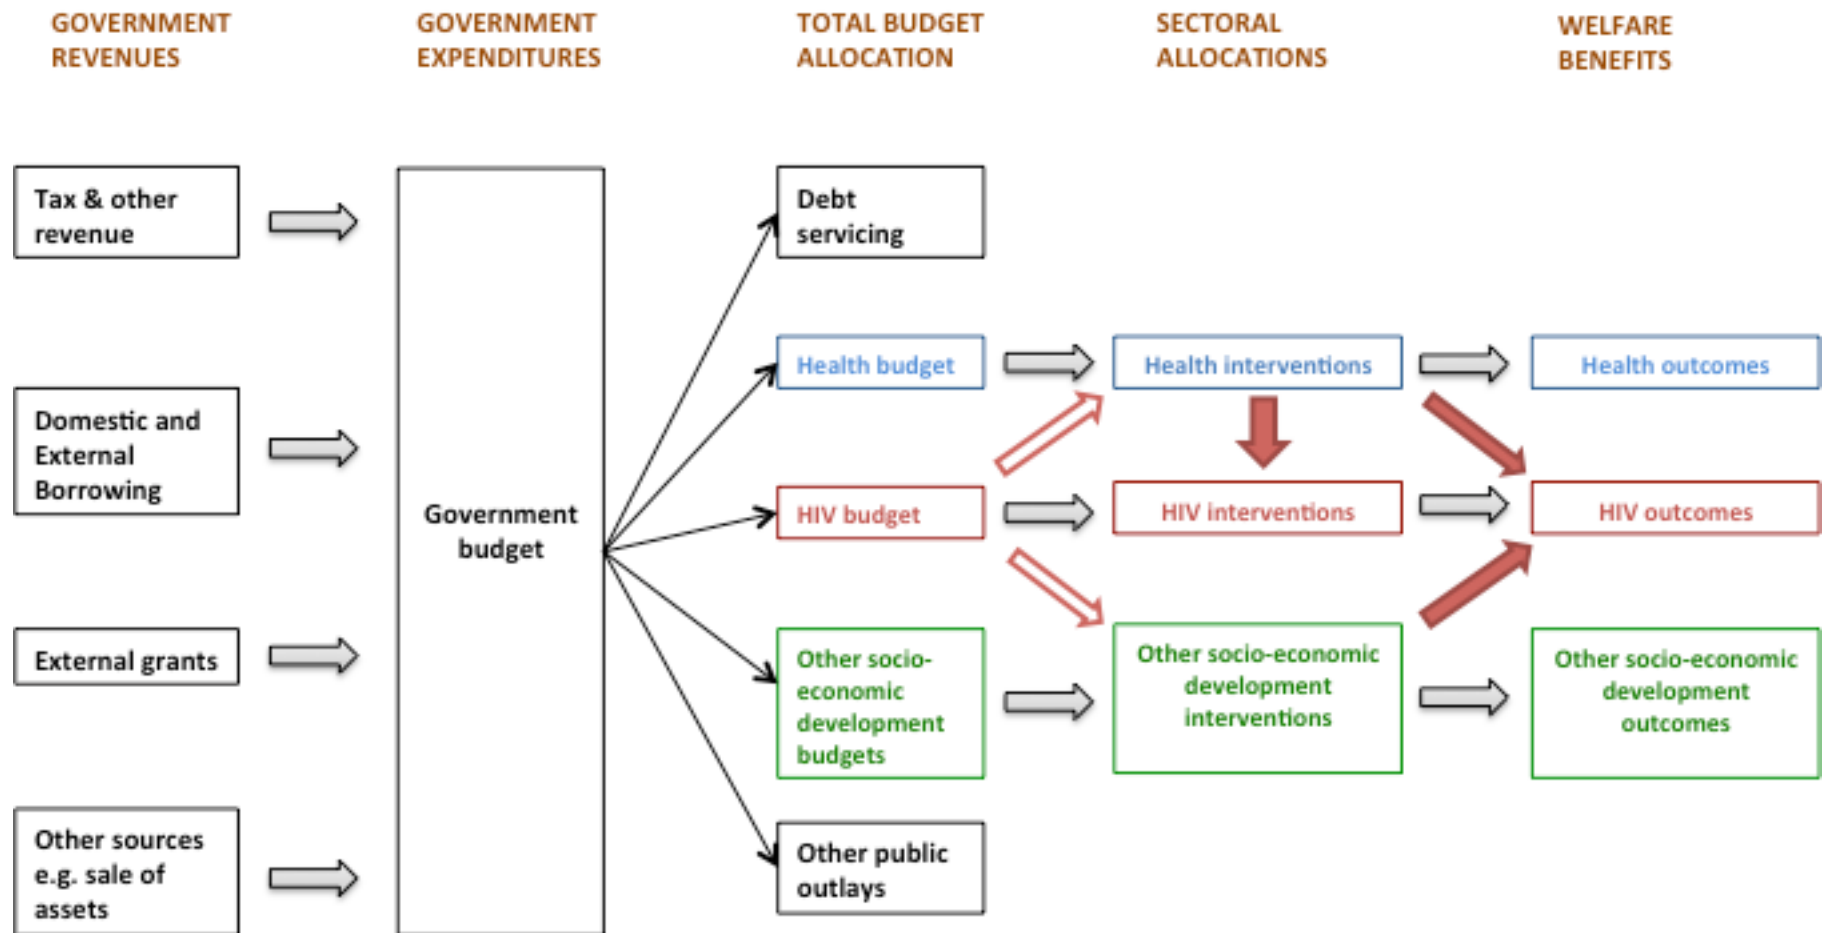 GOVERNMENT
REVENUES
GOVERNMENT
EXPENDITURES
TOTAL BUDGET
ALLOCATION
SECTORAL
ALLOCATIONS
WELFARE
BENEFITS
Tax & other
revenue
Domestic and
External
Borrowing
External grants
Other sources
e.g. sale of
assets
Government
budget
Debt
servicing
Health budget
HIV budget
Other socio-
economic
development
budgets
Other public
outlays
Health interventions
HIV interventions
Other socio-economic
development
interventions
Health outcomes
HIV outcomes
Other socio-economic
development
outcomes